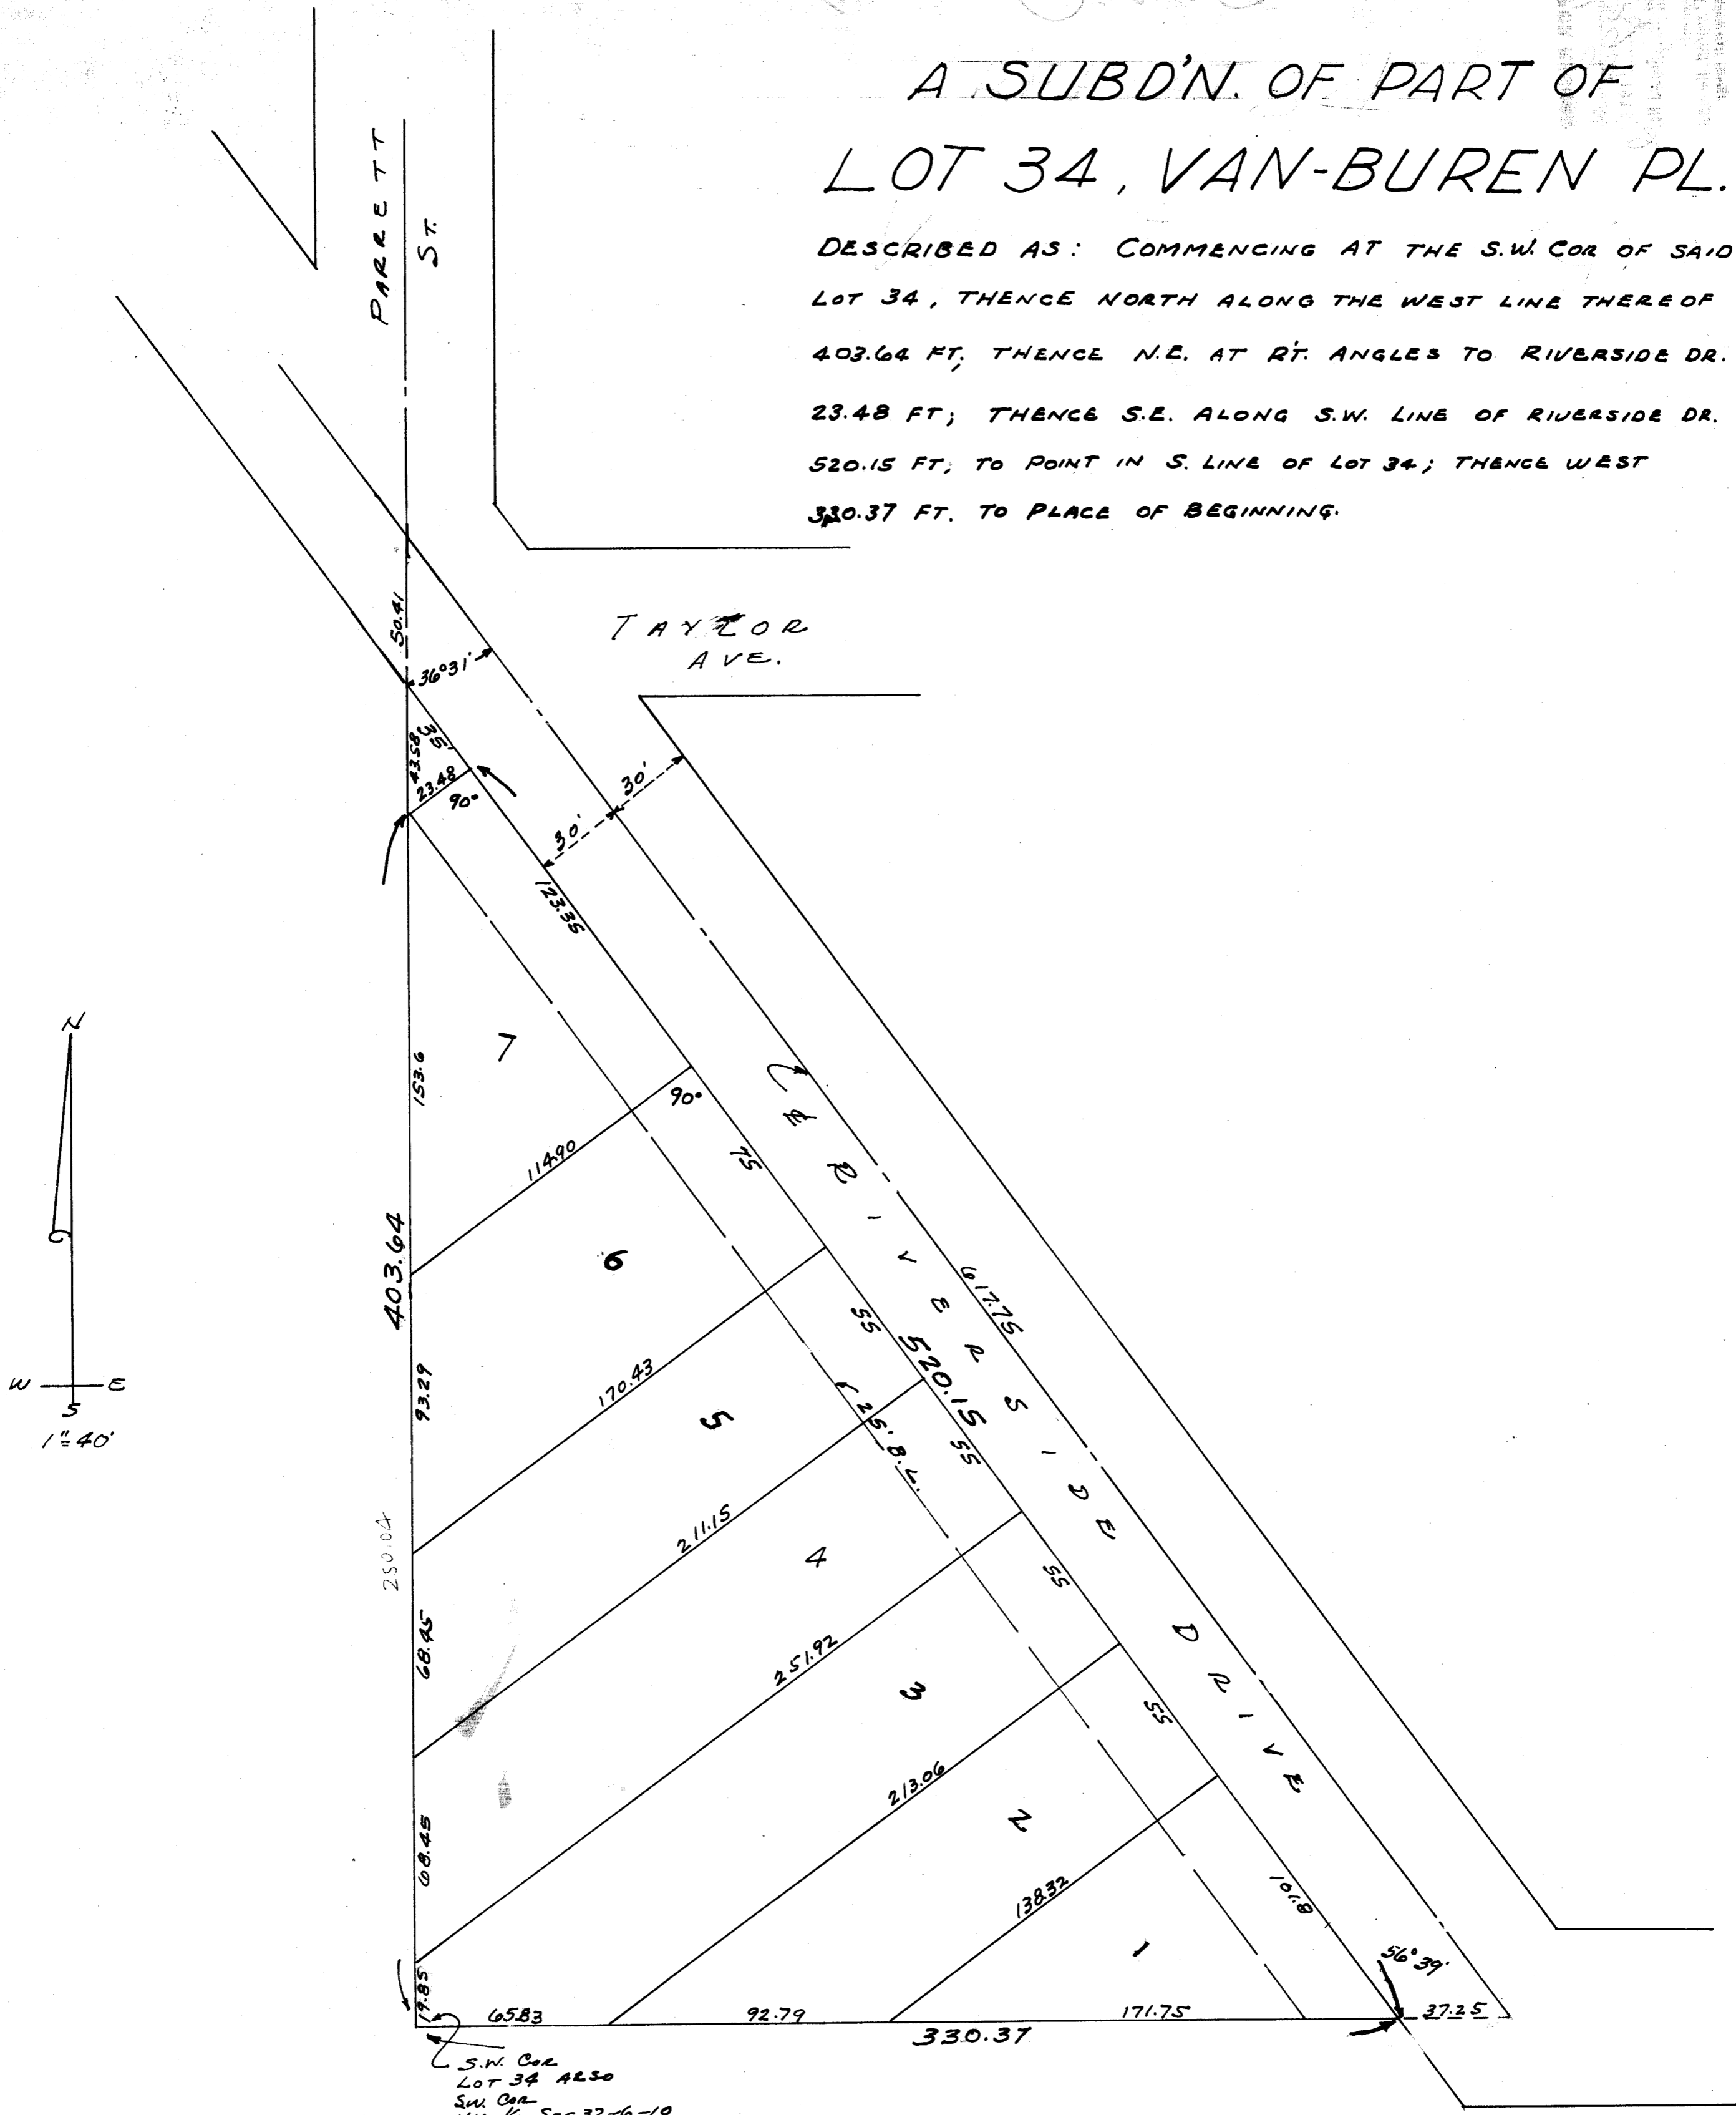 A SUBD'N. OF PART OF
LOT 34, VAN-BUREN PL.
DESCRIBED AS: COMMENCING AT THE S.W. COR OF SAID
LOT 34, THENCE NORTH ALONG THE WEST LINE THEREOF
403.64 FT; THENCE N.E. AT R'T. ANGLES TO RIVERSIDE DR.
23.48 FT; THENCE S.E. ALONG S.W. LINE OF RIVERSIDE DR.
520.15 FT; TO POINT IN S. LINE OF LOT 34; THENCE WEST
330.37 FT. TO PLACE OF BEGINNING.
PARRETT
ST.
TAYLOR
AVE.
50.41
36°31'
43.58
35'
23.48
90°
30'
30'
123.35
7
153.6
90°
114.90
75
403.64
6
RIVERSIDE DRIVE
617.75
93.29
170.43
55
520.15
5
25' B.L.
55
250.04
211.15
4
55
68.45
251.92
3
55
68.45
213.06
2
138.32
101.8
1
56°39'
19.85
65.83
92.79
171.75
37.25
330.37
N
W E
S
1"=40'
S.W. COR
LOT 34 ALSO
SW. COR
SEC 32-6-10